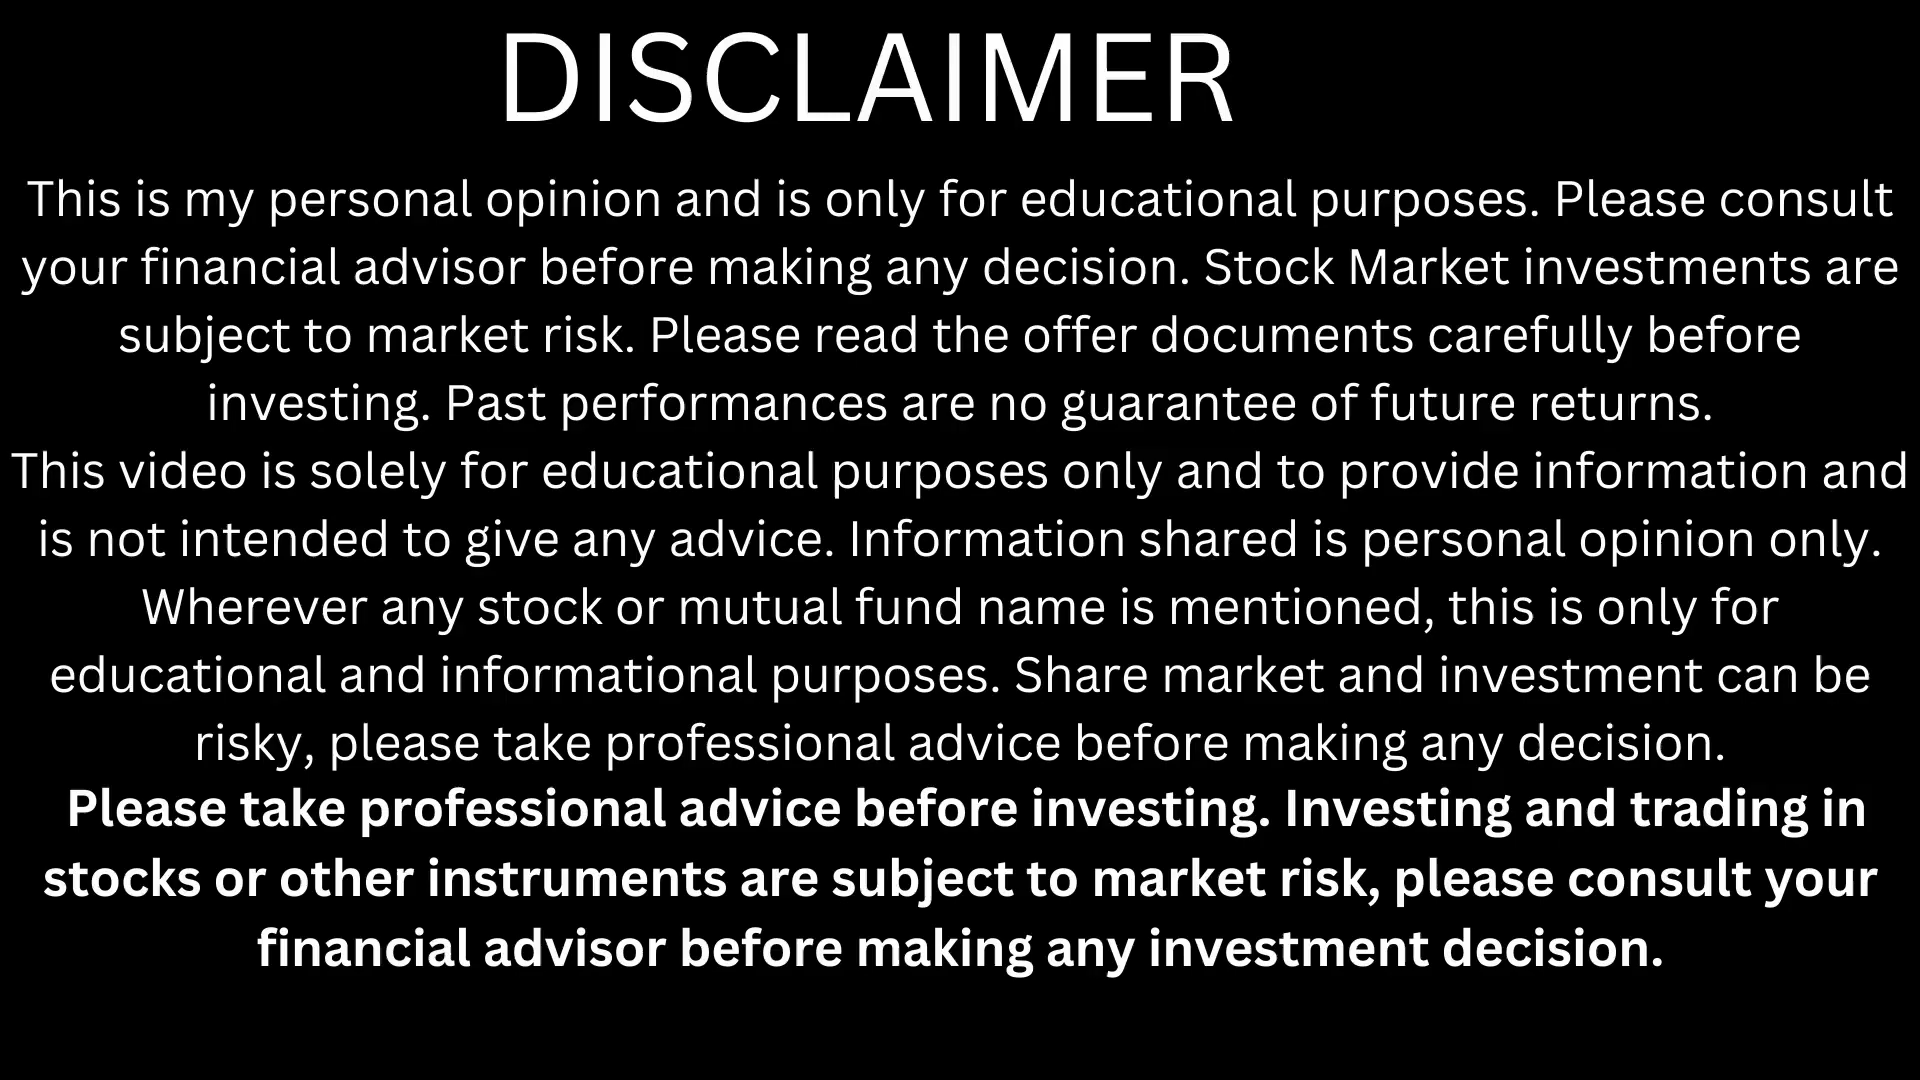 DISCLAIMER
This is my personal opinion and is only for educational purposes. Please consult
your financial advisor before making any decision. Stock Market investments are
subject to market risk. Please read the offer documents carefully before
investing. Past performances are no guarantee of future returns.
This video is solely for educational purposes only and to provide information and
is not intended to give any advice. Information shared is personal opinion only.
Wherever any stock or mutual fund name is mentioned, this is only for
educational and informational purposes. Share market and investment can be
risky, please take professional advice before making any decision.
Please take professional advice before investing. Investing and trading in
stocks or other instruments are subject to market risk, please consult your
financial advisor before making any investment decision.